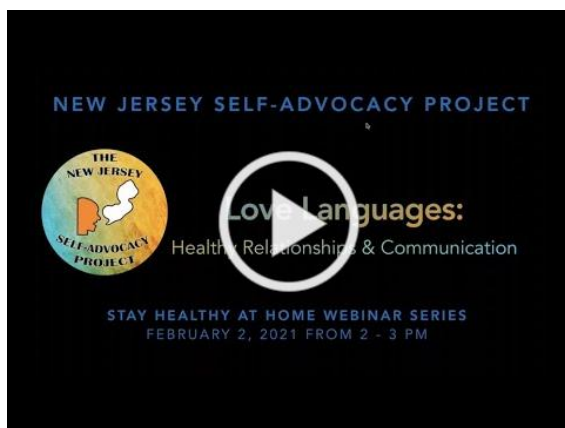 NEW JERSEY SELF-ADVOCACY PROJECT
THE
NEW JERSEY
SELF-ADVOCACY
PROJECT
Love Languages:
Healthy Relationships & Communication
STAY HEALTHY AT HOME WEBINAR SERIES
FEBRUARY 2, 2021 FROM 2 - 3 PM